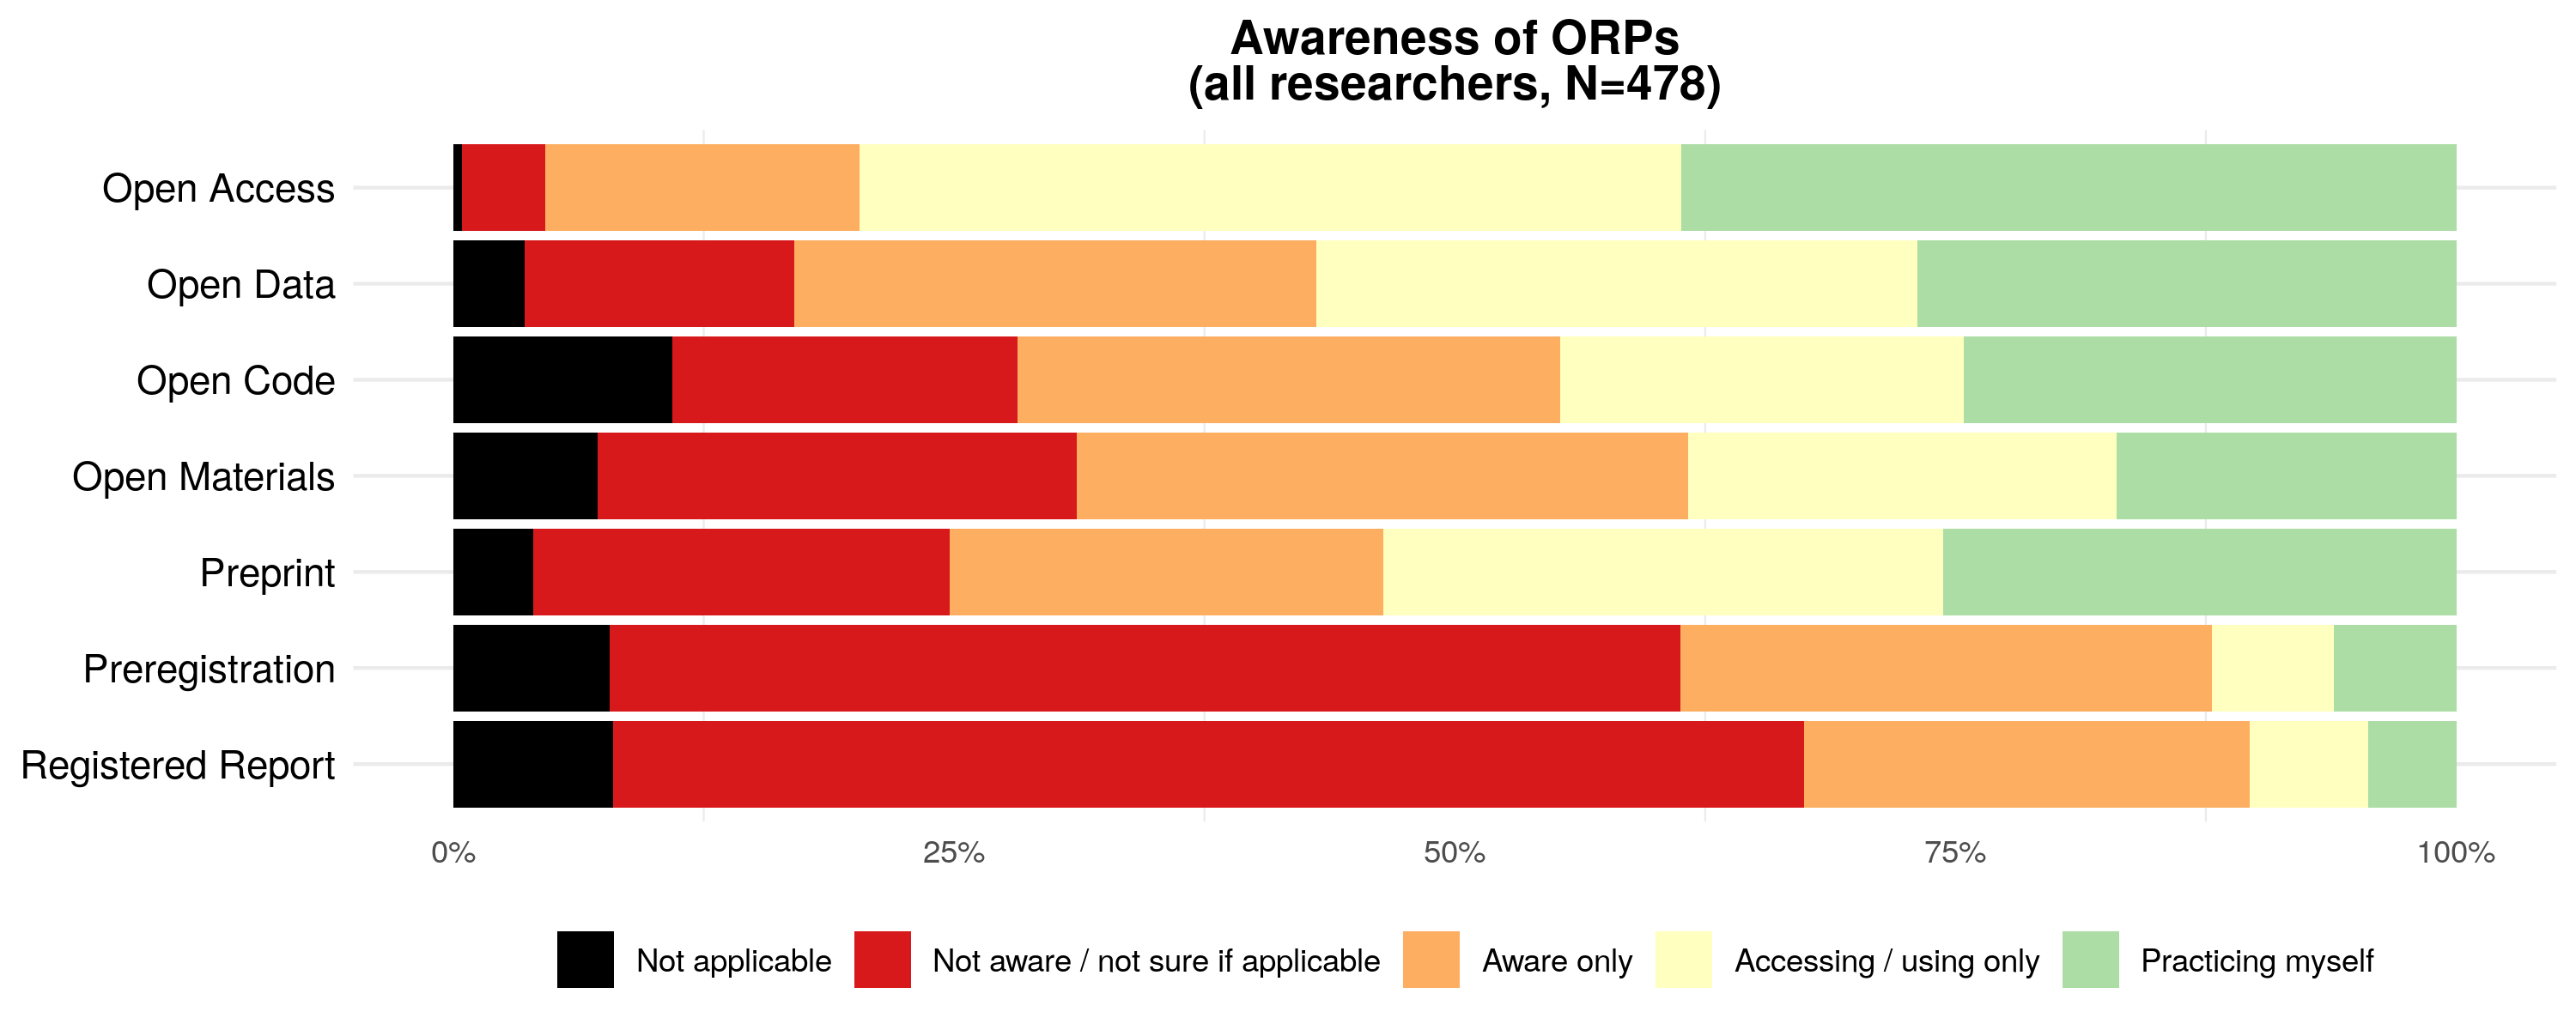 Awareness of ORPs
(all researchers, N=478)
Open Access
Open Data
Open Code
Open Materials
Preprint
Preregistration
Registered Report
0% 25% 50% 75% 100%
Not applicable Not aware / not sure if applicable Aware only Accessing / using only Practicing myself